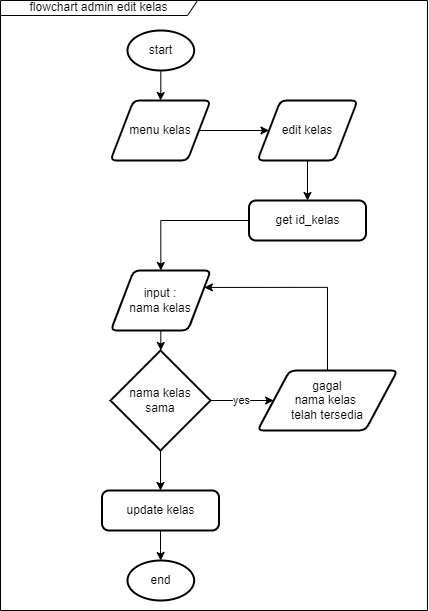 flowchart admin edit kelas
start
menu kelas
edit kelas
get id_kelas
input :
nama kelas
nama kelas
sama
yes
gagal
nama kelas
telah tersedia
update kelas
end